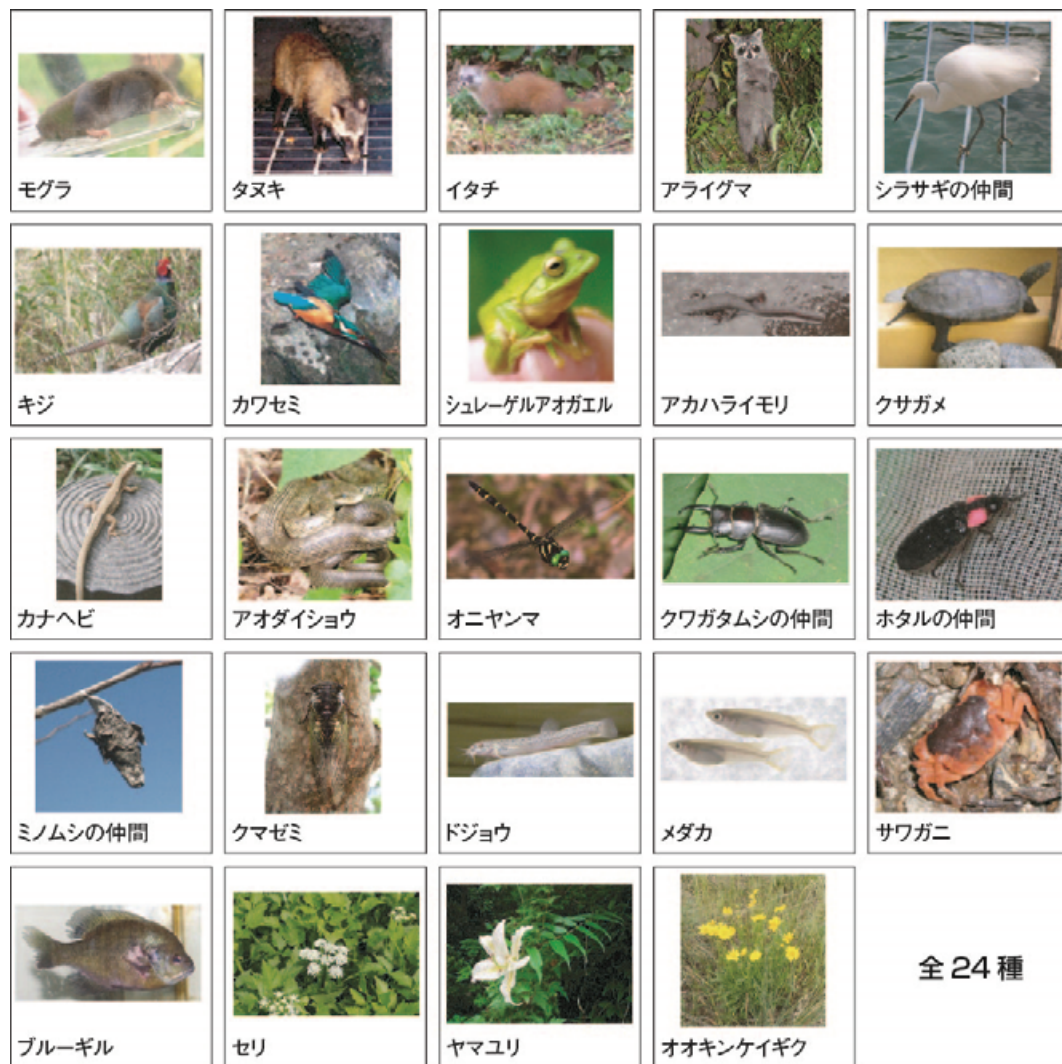 モグラ
タヌキ
イタチ
アライグマ
シラサギの仲間
キジ
カワセミ
シュレーゲルアオガエル
アカハライモリ
クサガメ
カナヘビ
アオダイショウ
オニヤンマ
クワガタムシの仲間
ホタルの仲間
ミノムシの仲間
クマゼミ
ドジョウ
メダカ
サワガニ
ブルーギル
セリ
ヤマユリ
オオキンケイギク
全24種